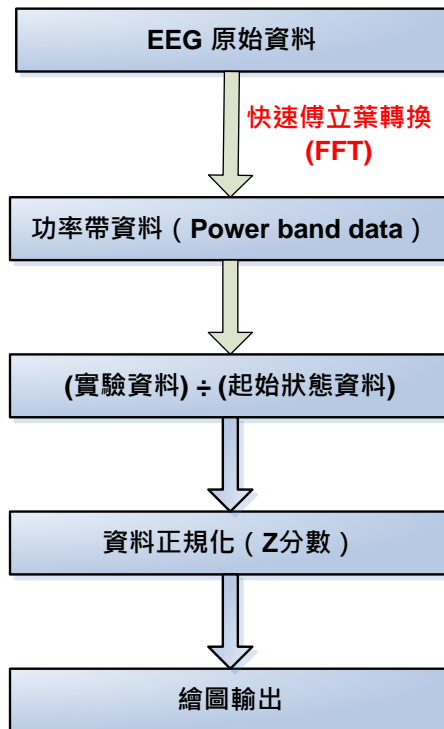 EEG 原始資料
快速傅立葉轉換
(FFT)
功率帶資料（Power band data）
(實驗資料) ÷ (起始狀態資料)
資料正規化（Z分數）
繪圖輸出